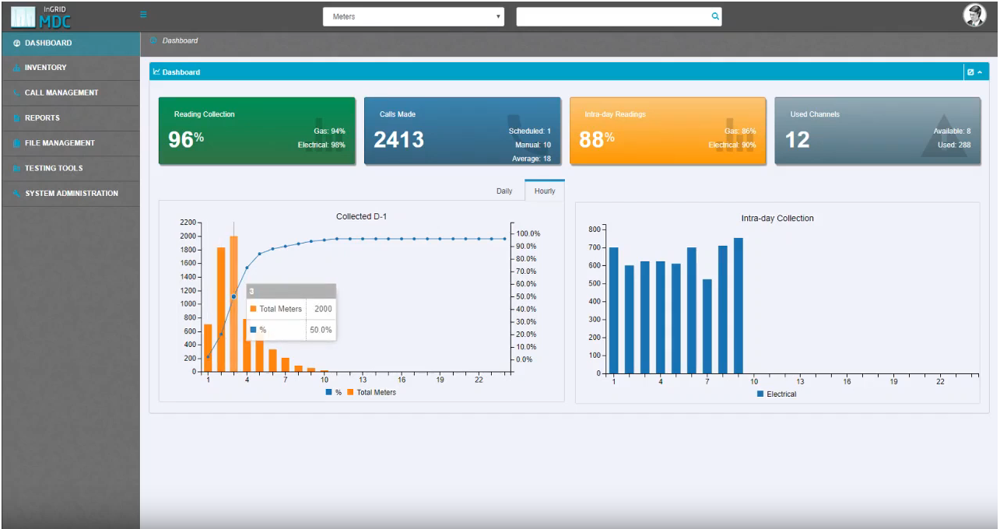 InGRID
MDC
Meters
DASHBOARD
INVENTORY
CALL MANAGEMENT
REPORTS
FILE MANAGEMENT
TESTING TOOLS
SYSTEM ADMINISTRATION
Dashboard
Dashboard
Reading Collection
96%
Gas: 94%
Electrical: 98%
Calls Made
2413
Scheduled: 1
Manual: 10
Average: 18
Intra-day Readings
88%
Gas: 86%
Electrical: 90%
Used Channels
12
Available: 8
Used: 288
Daily Hourly
Collected D-1
2200
2000
1800
1600
1400
1200
1000
800
600
400
200
0
100.0%
90.0%
80.0%
70.0%
60.0%
50.0%
40.0%
30.0%
20.0%
10.0%
0.0%
3
Total Meters 2000
% 50.0%
1 4 7 10 13 16 19 22
% Total Meters
Intra-day Collection
800
700
600
500
400
300
200
100
0
1 4 7 10 13 16 19 22
Electrical